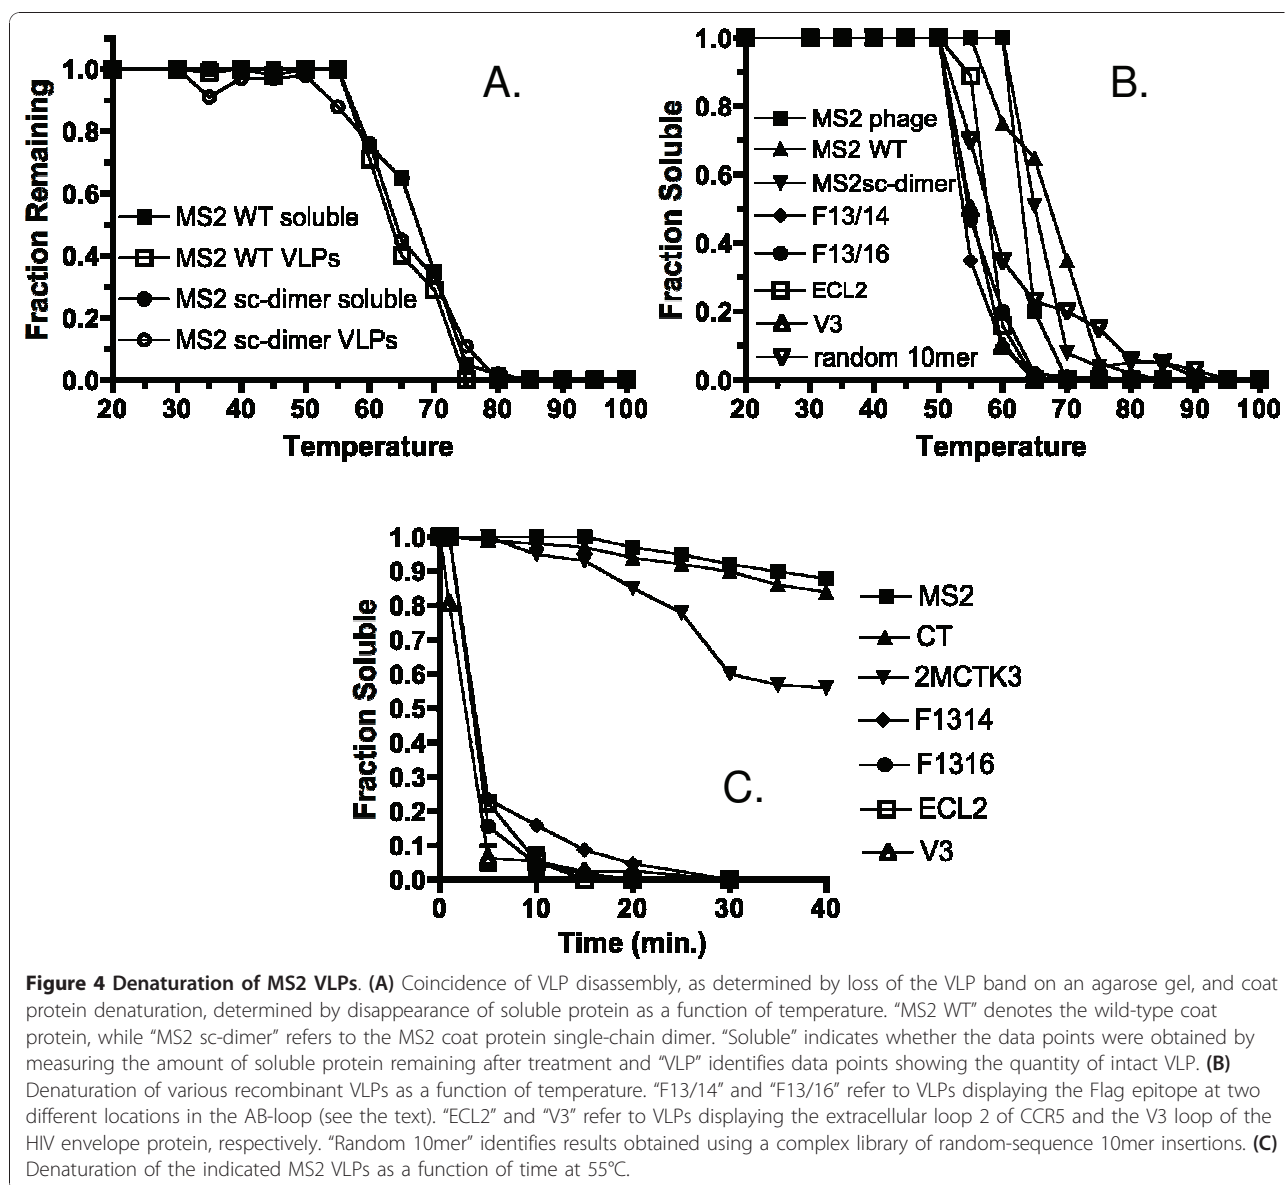 A.
Fraction Remaining
1.0
0.8
0.6
0.4
0.2
0.0
MS2 WT soluble
MS2 WT VLPs
MS2 sc-dimer soluble
MS2 sc-dimer VLPs
20 30 40 50 60 70 80 90 100
Temperature
B.
Fraction Soluble
1.0
0.8
0.6
0.4
0.2
0.0
MS2 phage
MS2 WT
MS2sc-dimer
F13/14
F13/16
ECL2
V3
random 10mer
20 30 40 50 60 70 80 90 100
Temperature
C.
Fraction Soluble
1.0
0.9
0.8
0.7
0.6
0.5
0.4
0.3
0.2
0.1
0.0
0 10 20 30 40
Time (min.)
MS2
CT
2MCTK3
F1314
F1316
ECL2
V3
Figure 4 Denaturation of MS2 VLPs. (A) Coincidence of VLP disassembly, as determined by loss of the VLP band on an agarose gel, and coat
protein denaturation, determined by disappearance of soluble protein as a function of temperature. “MS2 WT” denotes the wild-type coat
protein, while “MS2 sc-dimer” refers to the MS2 coat protein single-chain dimer. “Soluble” indicates whether the data points were obtained by
measuring the amount of soluble protein remaining after treatment and “VLP” identifies data points showing the quantity of intact VLP. (B)
Denaturation of various recombinant VLPs as a function of temperature. “F13/14” and “F13/16” refer to VLPs displaying the Flag epitope at two
different locations in the AB-loop (see the text). “ECL2” and “V3” refer to VLPs displaying the extracellular loop 2 of CCR5 and the V3 loop of the
HIV envelope protein, respectively. “Random 10mer” identifies results obtained using a complex library of random-sequence 10mer insertions. (C)
Denaturation of the indicated MS2 VLPs as a function of time at 55°C.